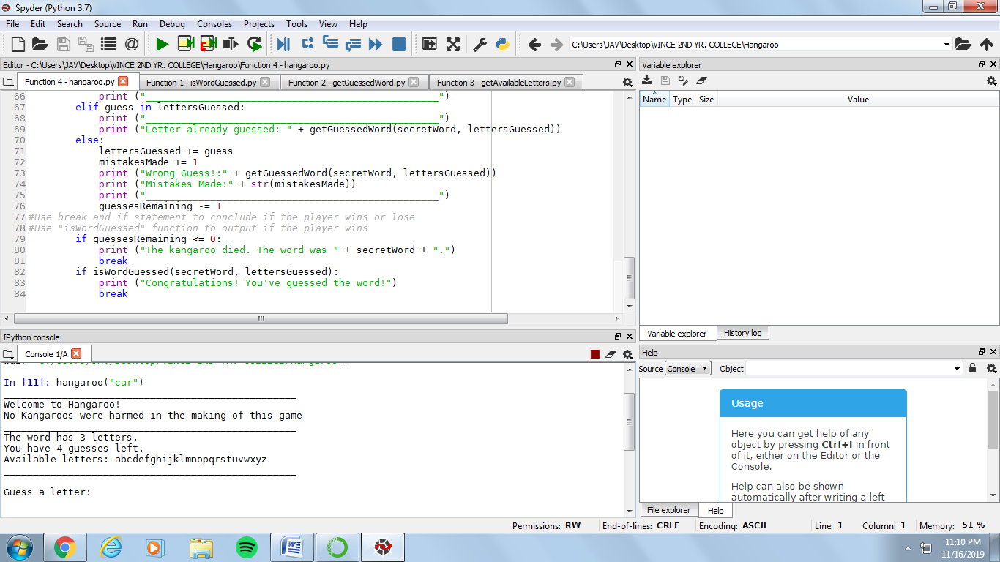 Spyder (Python 3.7)
File Edit Search Source Run Debug Consoles Projects Tools View Help
C:\Users\JAV\Desktop\VINCE 2ND YR. COLLEGE\Hangaroo
Editor - C:\Users\JAV\Desktop\VINCE 2ND YR. COLLEGE\Hangaroo\Function 4 - hangaroo.py
Function 4 - hangaroo.py Function 1 - isWordGuessed.py Function 2 - getGuessedWord.py Function 3 - getAvailableLetters.py
66 print ("__________________________________________________")
67 elif guess in lettersGuessed:
68 print ("__________________________________________________")
69 print ("Letter already guessed: " + getGuessedWord(secretWord, lettersGuessed))
70 else:
71 lettersGuessed += guess
72 mistakesMade += 1
73 print ("Wrong Guess!:" + getGuessedWord(secretWord, lettersGuessed))
74 print ("Mistakes Made:" + str(mistakesMade))
75 print ("__________________________________________________")
76 guessesRemaining -= 1
77 #Use break and if statement to conclude if the player wins or lose
78 #Use "isWordGuessed" function to output if the player wins
79 if guessesRemaining <= 0:
80 print ("The kangaroo died. The word was " + secretWord + ".")
81 break
82 if isWordGuessed(secretWord, lettersGuessed):
83 print ("Congratulations! You've guessed the word!")
84 break
IPython console
Console 1/A
In [11]: hangaroo("car")
__________________________________________________
Welcome to Hangaroo!
No Kangaroos were harmed in the making of this game
__________________________________________________
The word has 3 letters.
You have 4 guesses left.
Available letters: abcdefghijklmnopqrstuvwxyz
__________________________________________________
Guess a letter:
Variable explorer
Name Type Size Value
Variable explorer History log
Help
Source Console Object
Usage
Here you can get help of any
object by pressing Ctrl+I in front
of it, either on the Editor or the
Console.
Help can also be shown
automatically after writing a left
File explorer Help
Permissions: RW End-of-lines: CRLF Encoding: ASCII Line: 1 Column: 1 Memory: 51 %
11:10 PM
11/16/2019